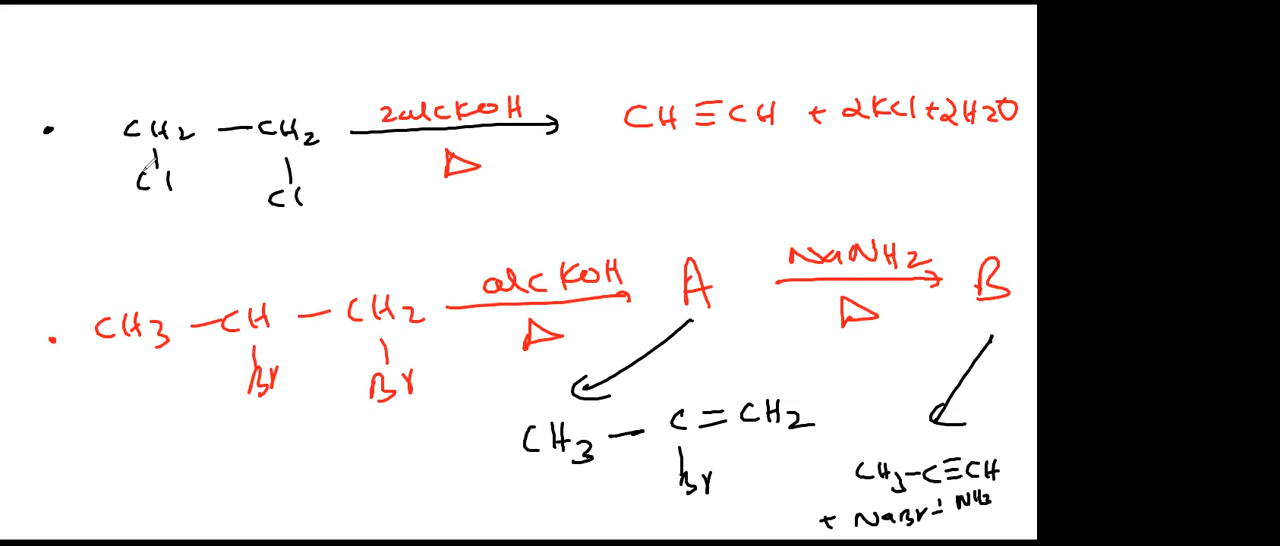 • CH2 — CH2 2alcKOH → CH ≡ CH + 2KCl + 2H2O
Cl Cl Δ
• CH3 — CH — CH2 alc KOH → A NaNH2 → B
Br Br Δ Δ
CH3 — C = CH2
Br
CH3 – C ≡ CH
+ NaBr + NH3